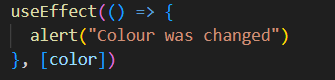 useEffect(() => {
  alert("Colour was changed")
}, [color])